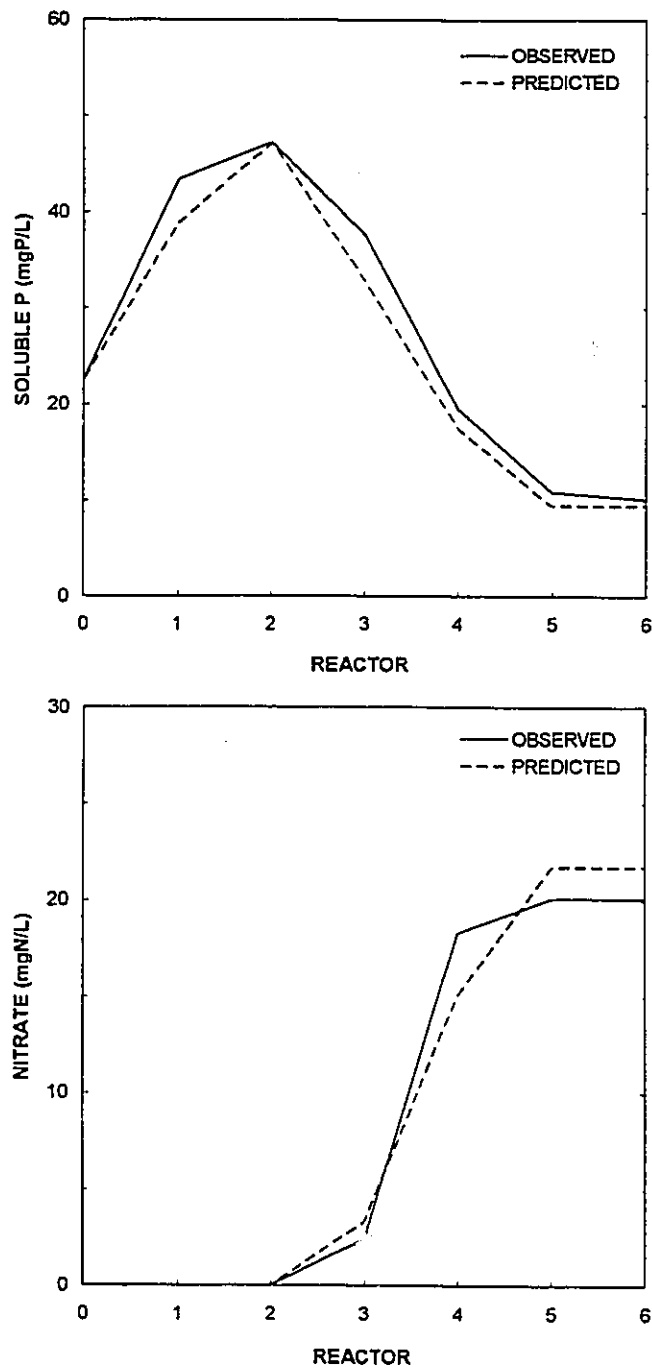 60
OBSERVED
PREDICTED
40
SOLUBLE P (mgP/L)
20
0
0 1 2 3 4 5 6
REACTOR
30
OBSERVED
PREDICTED
20
NITRATE (mgN/L)
10
0
0 1 2 3 4 5 6
REACTOR